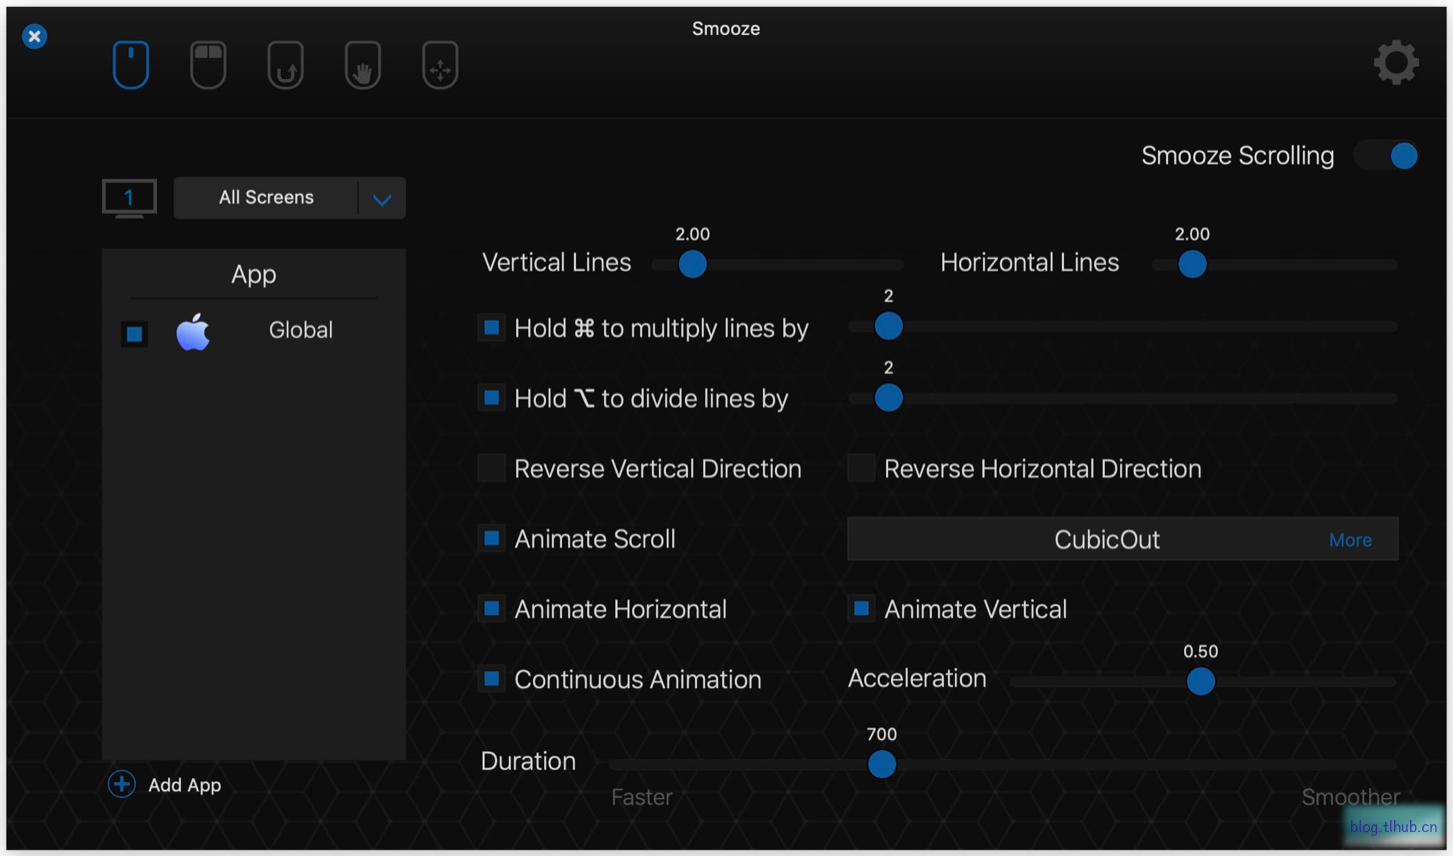 Smooze
Smooze Scrolling
1
All Screens
App
Global
Add App
2.00
Vertical Lines
2.00
Horizontal Lines
2
Hold ⌘ to multiply lines by
2
Hold ⌥ to divide lines by
Reverse Vertical Direction
Reverse Horizontal Direction
Animate Scroll
CubicOut
More
Animate Horizontal
Animate Vertical
Continuous Animation
0.50
Acceleration
700
Duration
Faster
Smoother
blog.tlhub.cn